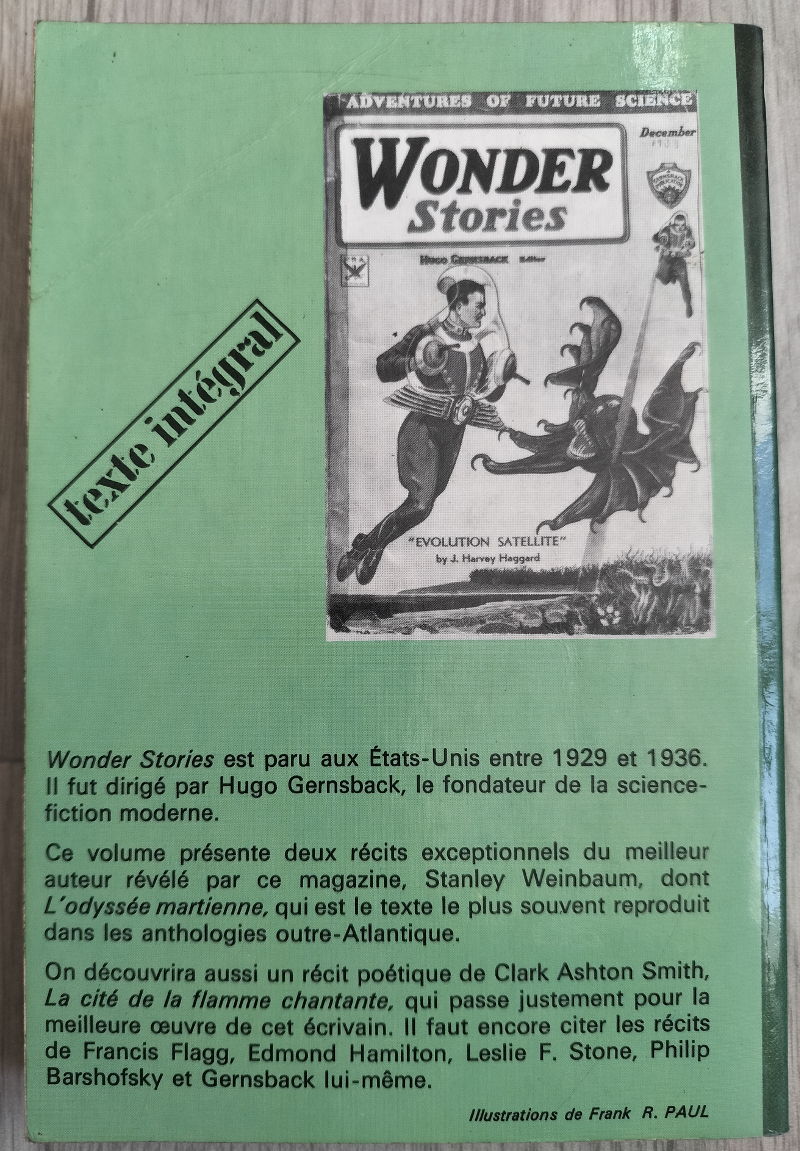 ADVENTURES OF FUTURE SCIENCE
WONDER
Stories
December
HUGO GERNSBACK Editor
"EVOLUTION SATELLITE"
by J. Harvey Haggard
texte intégral
Wonder Stories est paru aux États-Unis entre 1929 et 1936.
Il fut dirigé par Hugo Gernsback, le fondateur de la science-
fiction moderne.
Ce volume présente deux récits exceptionnels du meilleur
auteur révélé par ce magazine, Stanley Weinbaum, dont
L'odyssée martienne, qui est le texte le plus souvent reproduit
dans les anthologies outre-Atlantique.
On découvrira aussi un récit poétique de Clark Ashton Smith,
La cité de la flamme chantante, qui passe justement pour la
meilleure œuvre de cet écrivain. Il faut encore citer les récits
de Francis Flagg, Edmond Hamilton, Leslie F. Stone, Philip
Barshofsky et Gernsback lui-même.
Illustrations de Frank R. PAUL